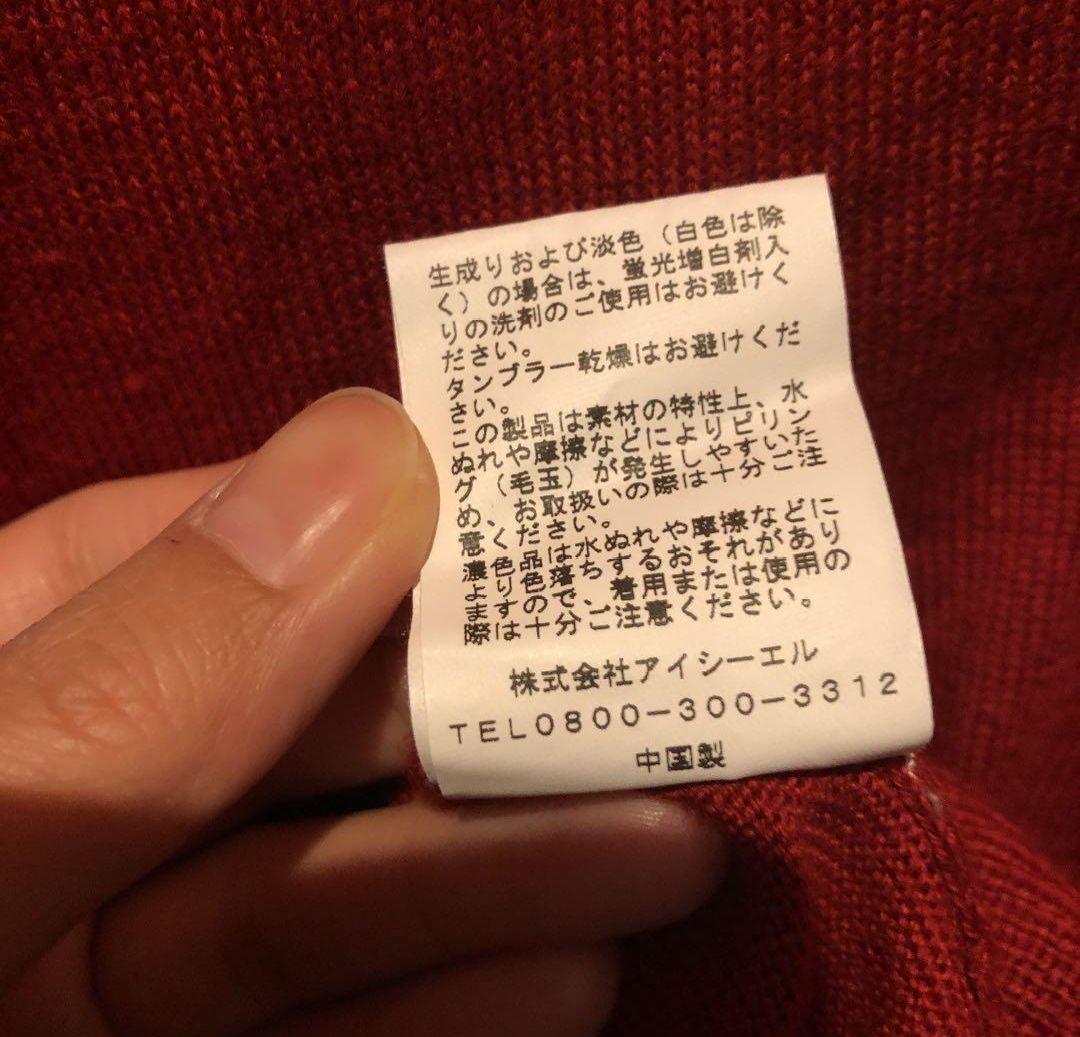 生成りおよび淡色（白色は除
く）の場合は、蛍光増白剤入
りの洗剤のご使用はお避けく
ださい。
タンブラー乾燥はお避けくだ
さい。
この製品は素材の特性上、水
ぬれや摩擦などによりピリン
グ（毛玉）が発生しやすいた
め、お取扱いの際は十分ご注
意ください。
濃色品は水ぬれや摩擦などに
より色落ちするおそれがあり
ますので、着用または使用の
際は十分ご注意ください。
株式会社アイシーエル
TEL0800-300-3312
中国製